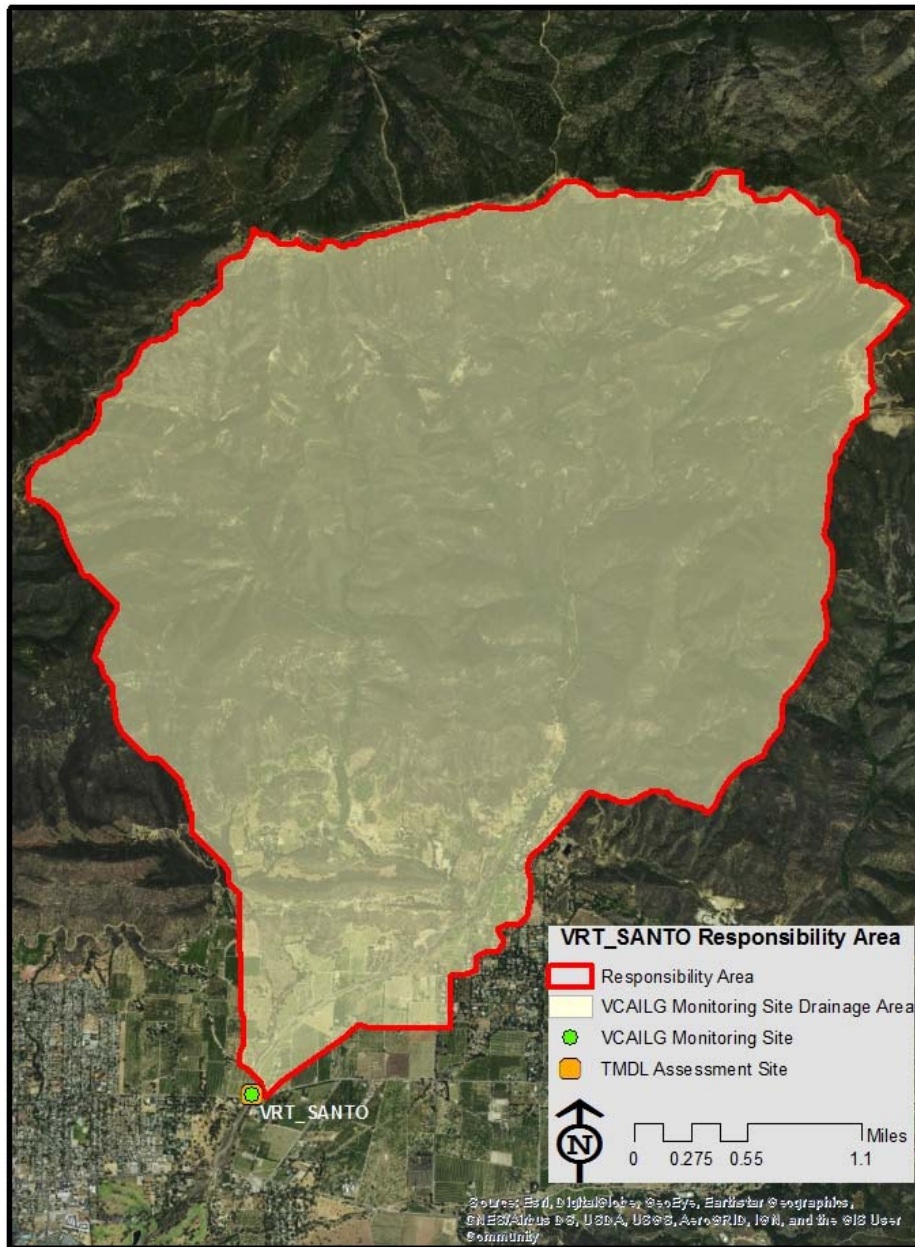 VRT_SANTO
VRT_SANTO Responsibility Area
Responsibility Area
VCAILG Monitoring Site Drainage Area
VCAILG Monitoring Site
TMDL Assessment Site
N
Miles
0 0.275 0.55 1.1
Source: Esri, DigitalGlobe, GeoEye, Earthstar Geographics,
CNES/Airbus DS, USDA, USGS, AeroGRID, IGN, and the GIS User
Community